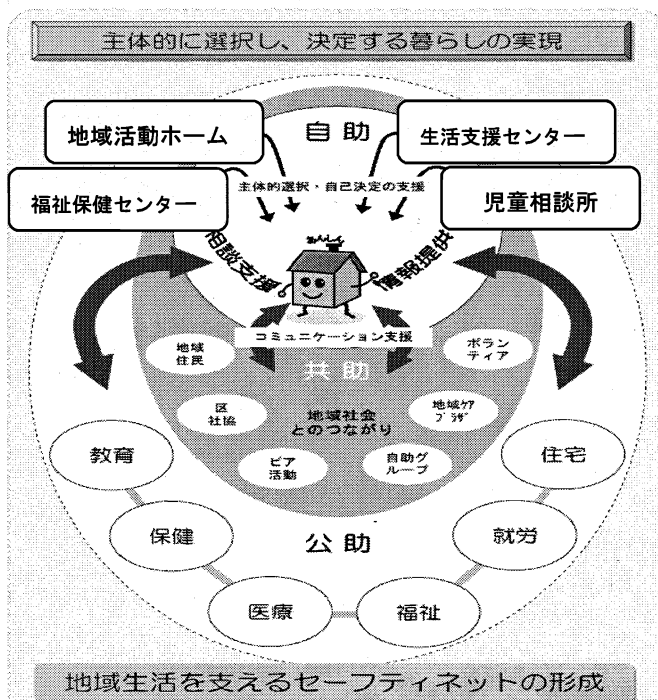 主体的に選択し、決定する暮らしの実現
自助
地域活動ホーム
生活支援センター
福祉保健センター
児童相談所
主体的選択・自己決定の支援
あんしん
相談支援
情報提供
コミュニケーション支援
共助
地域
住民
ボラン
ティア
区
社協
地域社会
とのつながり
地域ケア
プラザ
ピア
活動
自助グ
ループ
教育
住宅
保健
公助
就労
医療
福祉
地域生活を支えるセーフティネットの形成